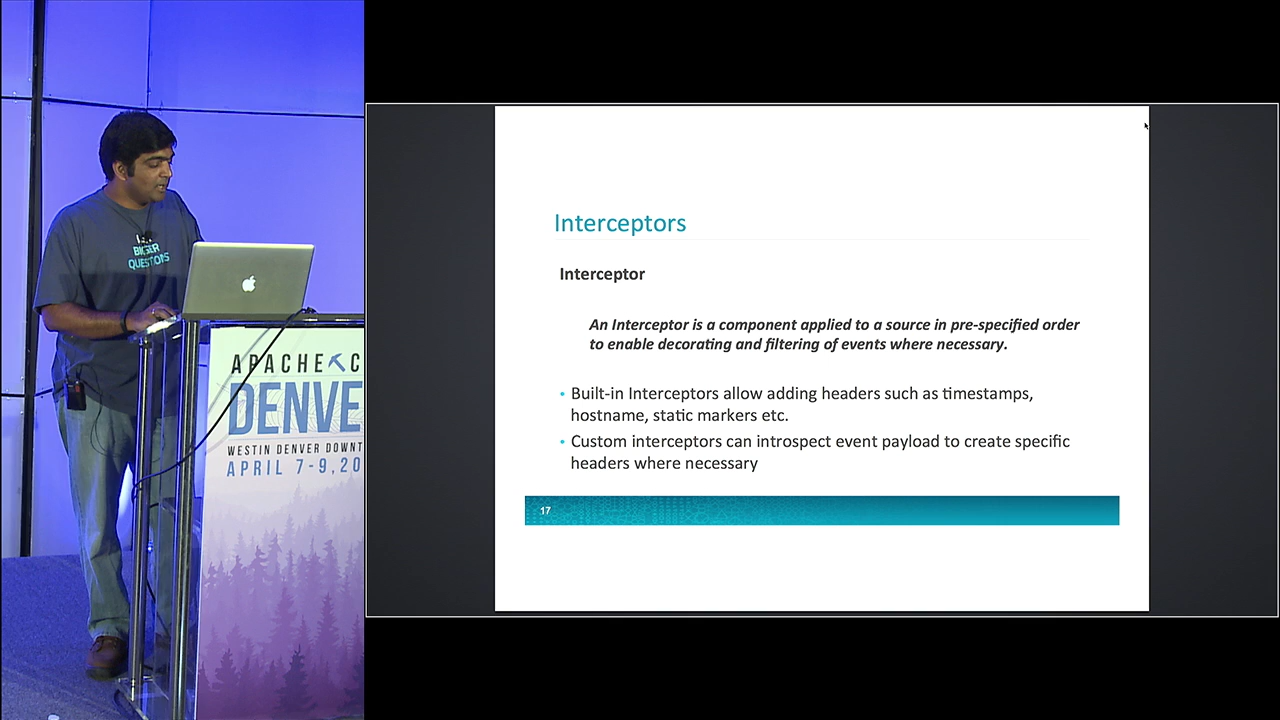 BIGGER
QUESTIONS
APACHE C
DENVE
WESTIN DENVER DOWNT
APRIL 7-9, 20
Interceptors
Interceptor
An Interceptor is a component applied to a source in pre-specified order
to enable decorating and filtering of events where necessary.
• Built-in Interceptors allow adding headers such as timestamps,
hostname, static markers etc.
• Custom interceptors can introspect event payload to create specific
headers where necessary
17